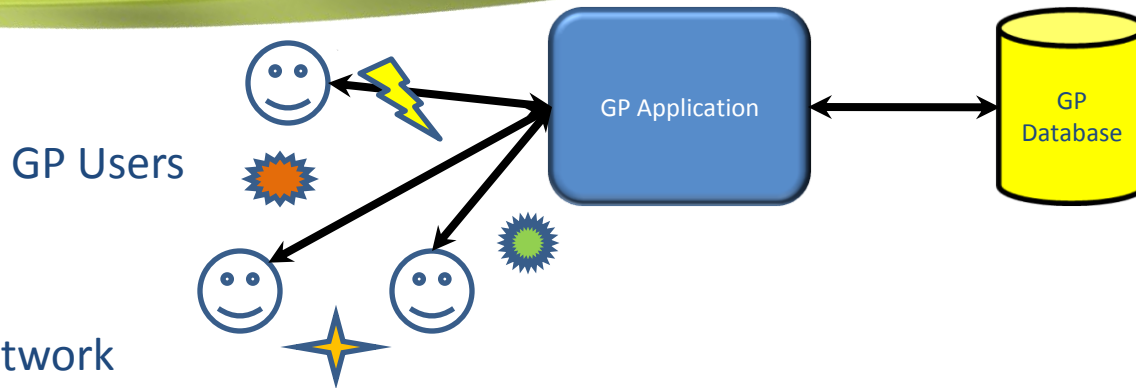 GP Application
GP
Database
GP Users
twork